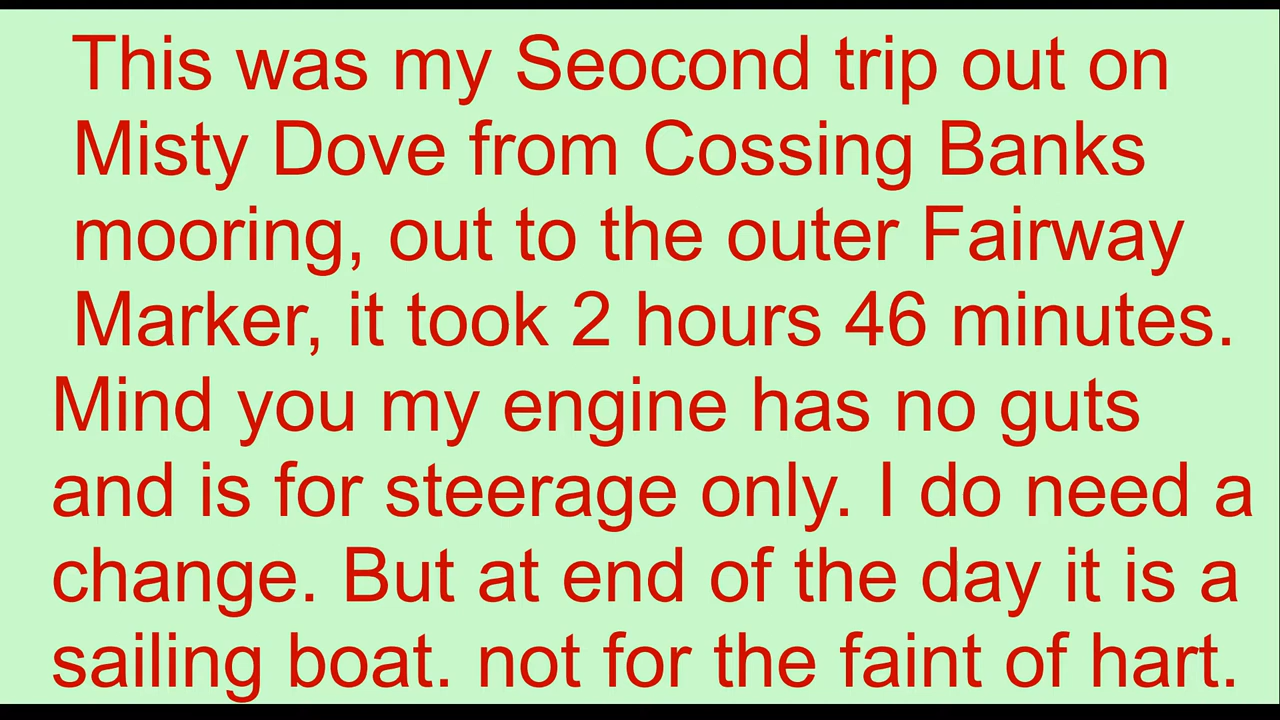 This was my Seocond trip out on
Misty Dove from Cossing Banks
mooring, out to the outer Fairway
Marker, it took 2 hours 46 minutes.
Mind you my engine has no guts
and is for steerage only. I do need a
change. But at end of the day it is a
sailing boat. not for the faint of hart.